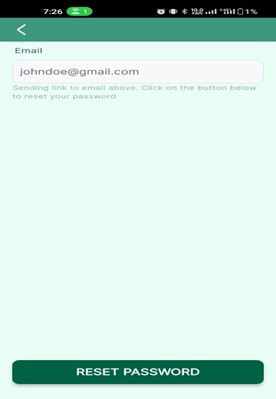 7:26
1
1%
Email
johndoe@gmail.com
Sending link to email above. Click on the button below
to reset your password
RESET PASSWORD